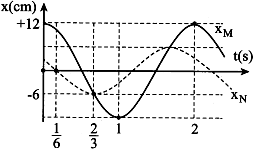 x(cm)
+12
x_M
t(s)
-6
x_N
1/6
2/3
1
2